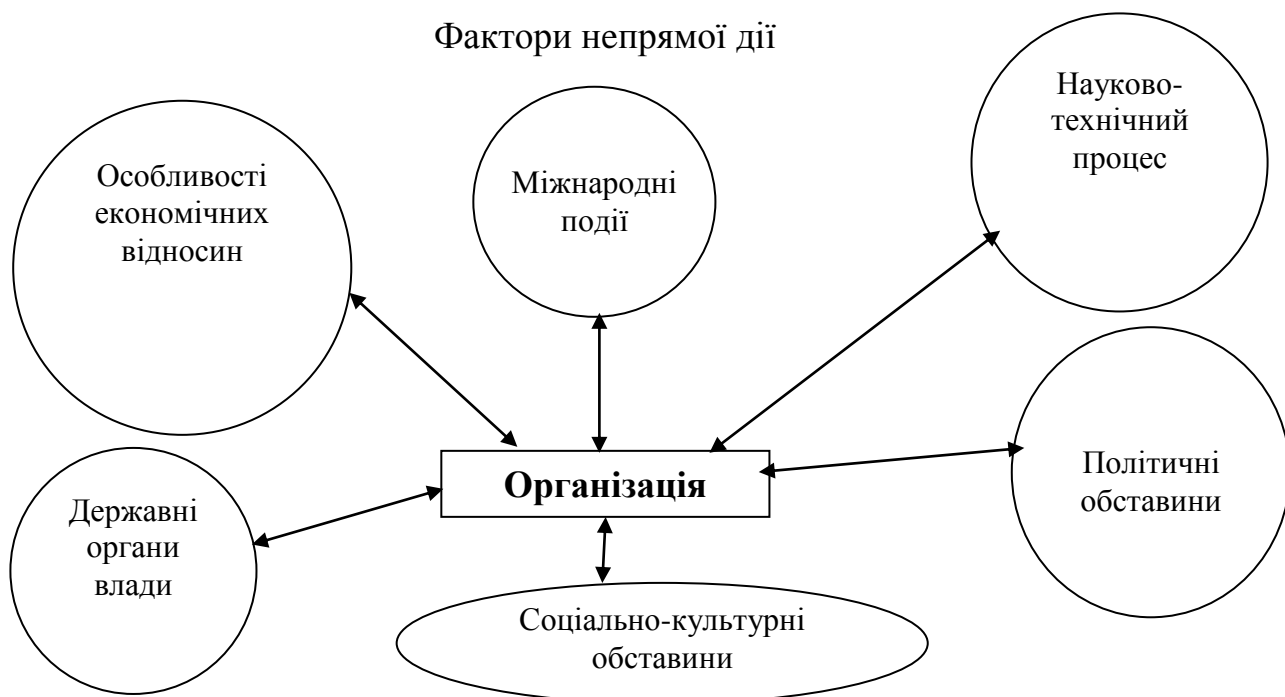 Фактори непрямої дії
Особливості
економічних
відносин
Міжнародні
події
Науково-
технічний
процес
Державні
органи
влади
Організація
Політичні
обставини
Соціально-культурні
обставини